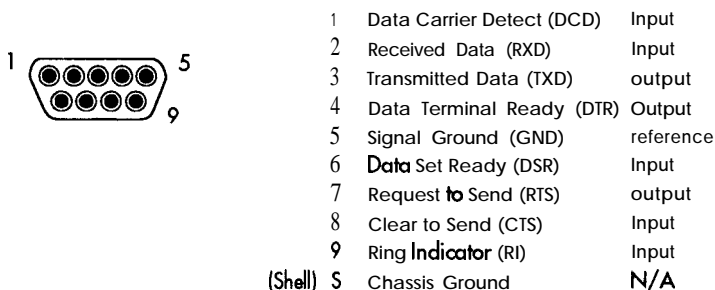 1 Data Carrier Detect (DCD) Input
2 Received Data (RXD) Input
3 Transmitted Data (TXD) output
4 Data Terminal Ready (DTR) Output
5 Signal Ground (GND) reference
6 Data Set Ready (DSR) Input
7 Request to Send (RTS) output
8 Clear to Send (CTS) Input
9 Ring Indicator (RI) Input
(Shell) S Chassis Ground N/A
1 5
9